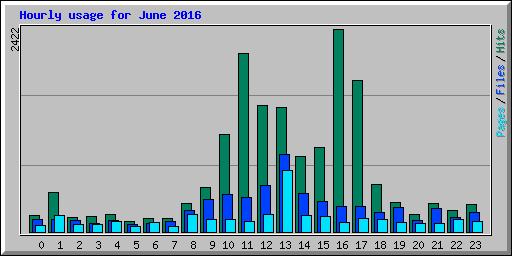 Hourly usage for June 2016
2422
Pages/Files/Hits
0 1 2 3 4 5 6 7 8 9 10 11 12 13 14 15 16 17 18 19 20 21 22 23